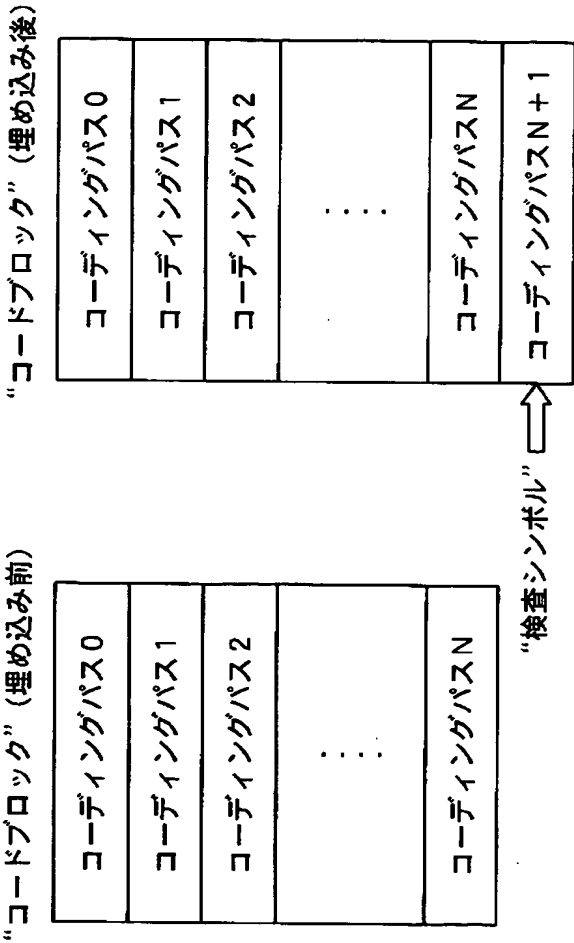 “コードブロック”(埋め込み前)
コーディングパス0
コーディングパス1
コーディングパス2
····
コーディングパスN
“コードブロック”(埋め込み後)
コーディングパス0
コーディングパス1
コーディングパス2
····
コーディングパスN
コーディングパスN+1
“検査シンボル”